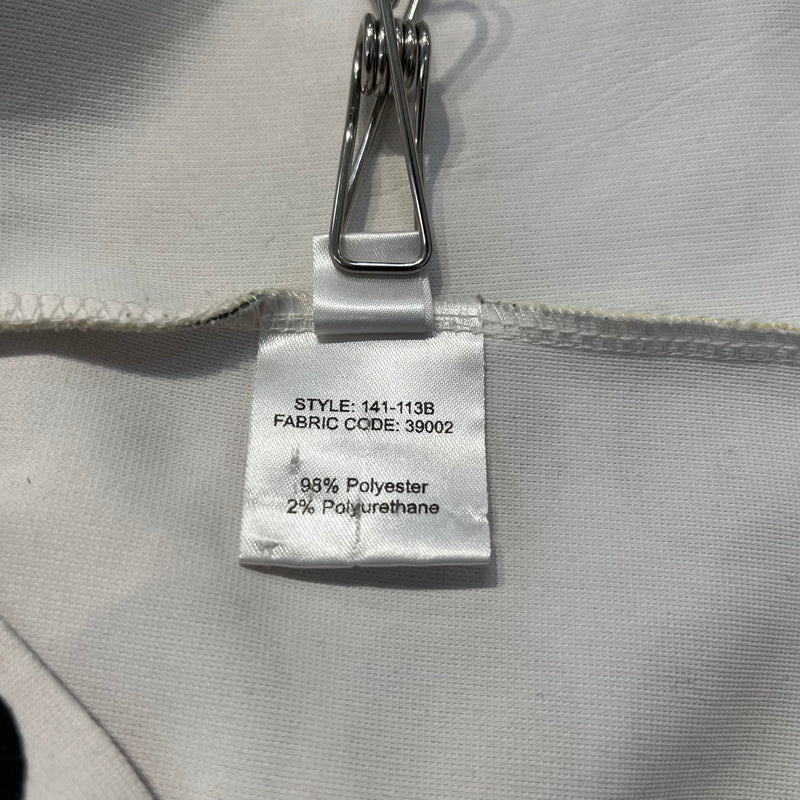 STYLE: 141-113B
FABRIC CODE: 39002
98% Polyester
2% Polyurethane